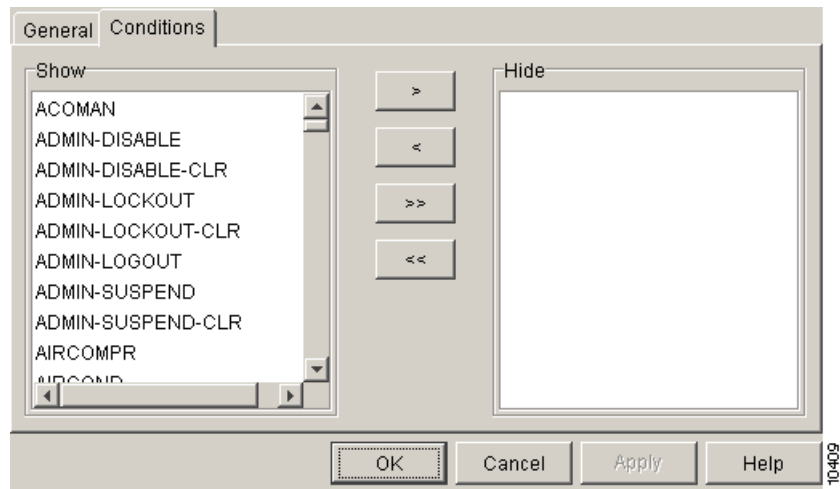 General Conditions
Show
Hide
ACOMAN
ADMIN-DISABLE
ADMIN-DISABLE-CLR
ADMIN-LOCKOUT
ADMIN-LOCKOUT-CLR
ADMIN-LOGOUT
ADMIN-SUSPEND
ADMIN-SUSPEND-CLR
AIRCOMPR
AIRCOND
>
<
>>
<<
OK Cancel Apply Help
10409